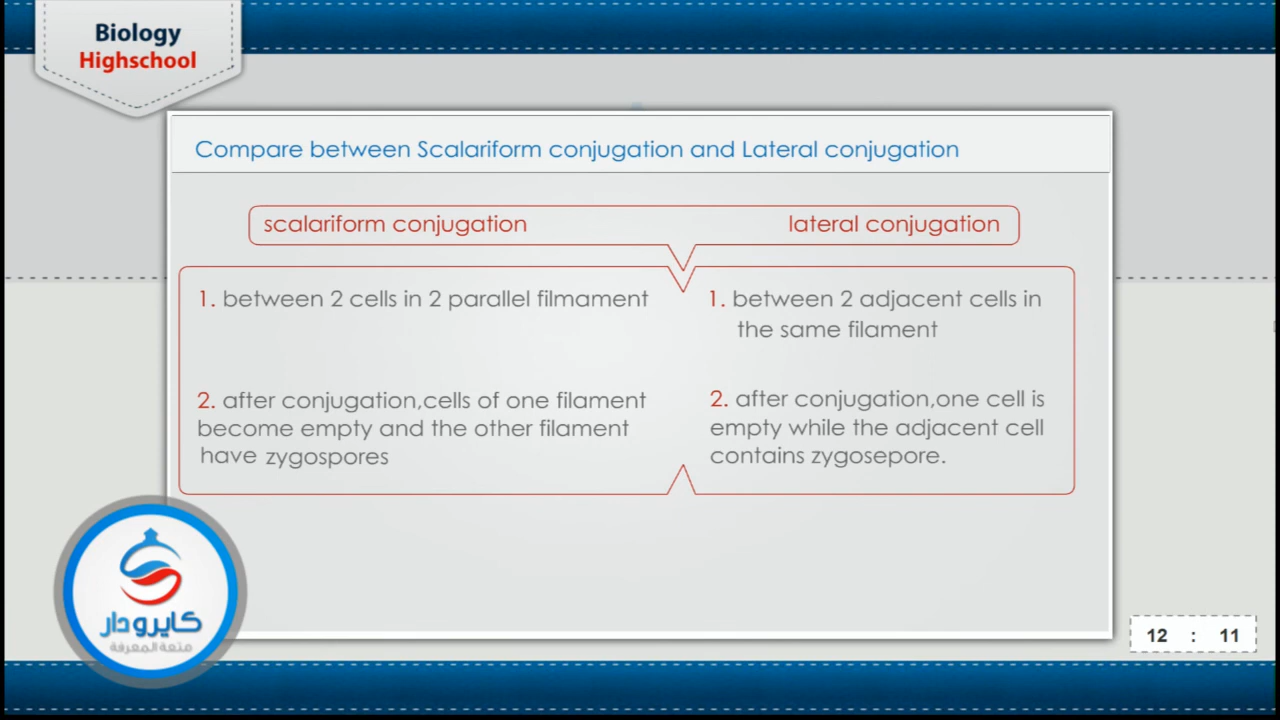 Biology
Highschool
Compare between Scalariform conjugation and Lateral conjugation
scalariform conjugation
lateral conjugation
1. between 2 cells in 2 parallel filmament
1. between 2 adjacent cells in
the same filament
2. after conjugation,cells of one filament
become empty and the other filament
have zygospores
2. after conjugation,one cell is
empty while the adjacent cell
contains zygosepore.
كايرودار
متعة المعرفة
12 : 11